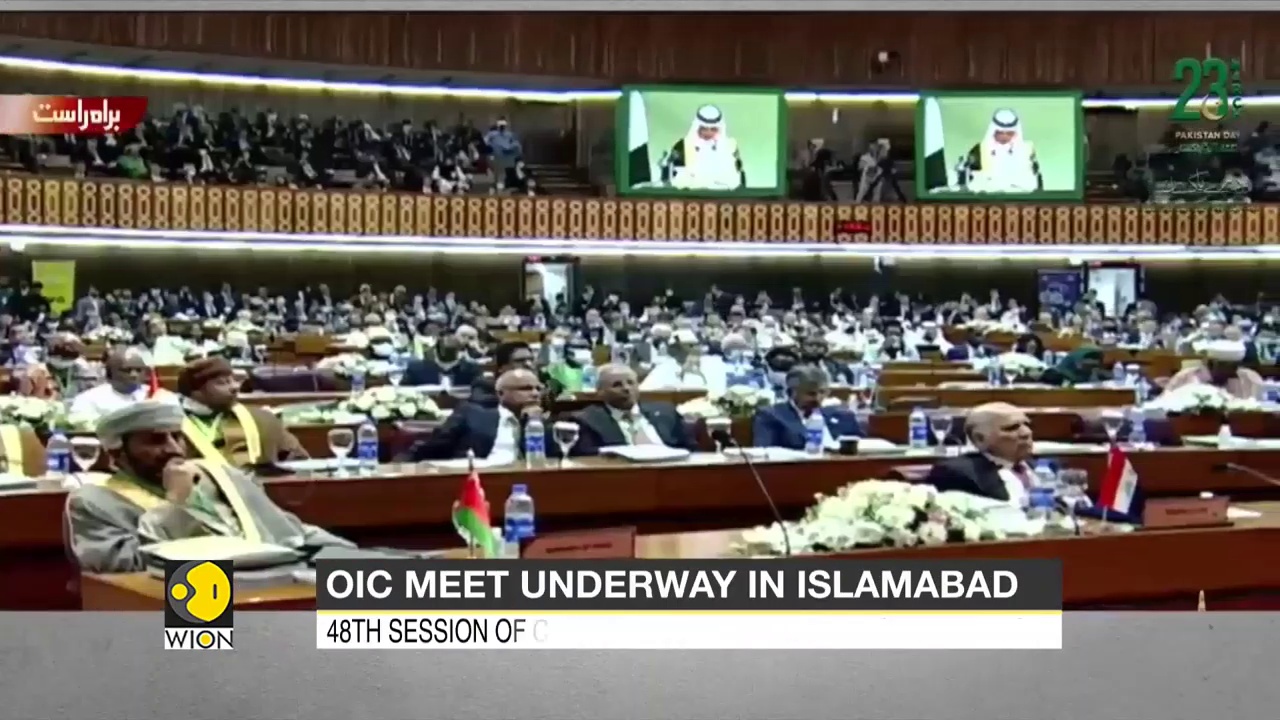 براہ راست
23
PAKISTAN DAY
OIC MEET UNDERWAY IN ISLAMABAD
48TH SESSION OF C
WION